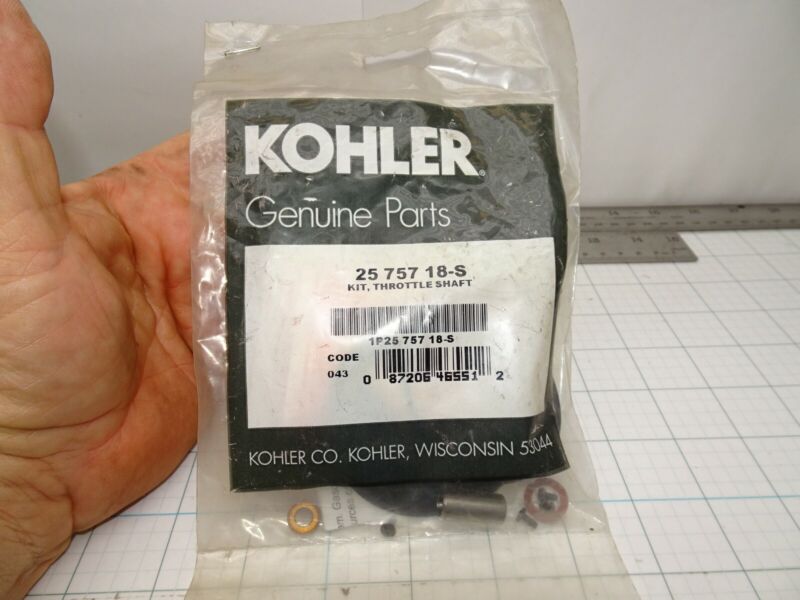 KOHLER®
Genuine Parts
25 757 18-S
KIT, THROTTLE SHAFT
1P25 757 18-S
CODE
043
0 87206 46551 2
KOHLER CO. KOHLER, WISCONSIN 53044